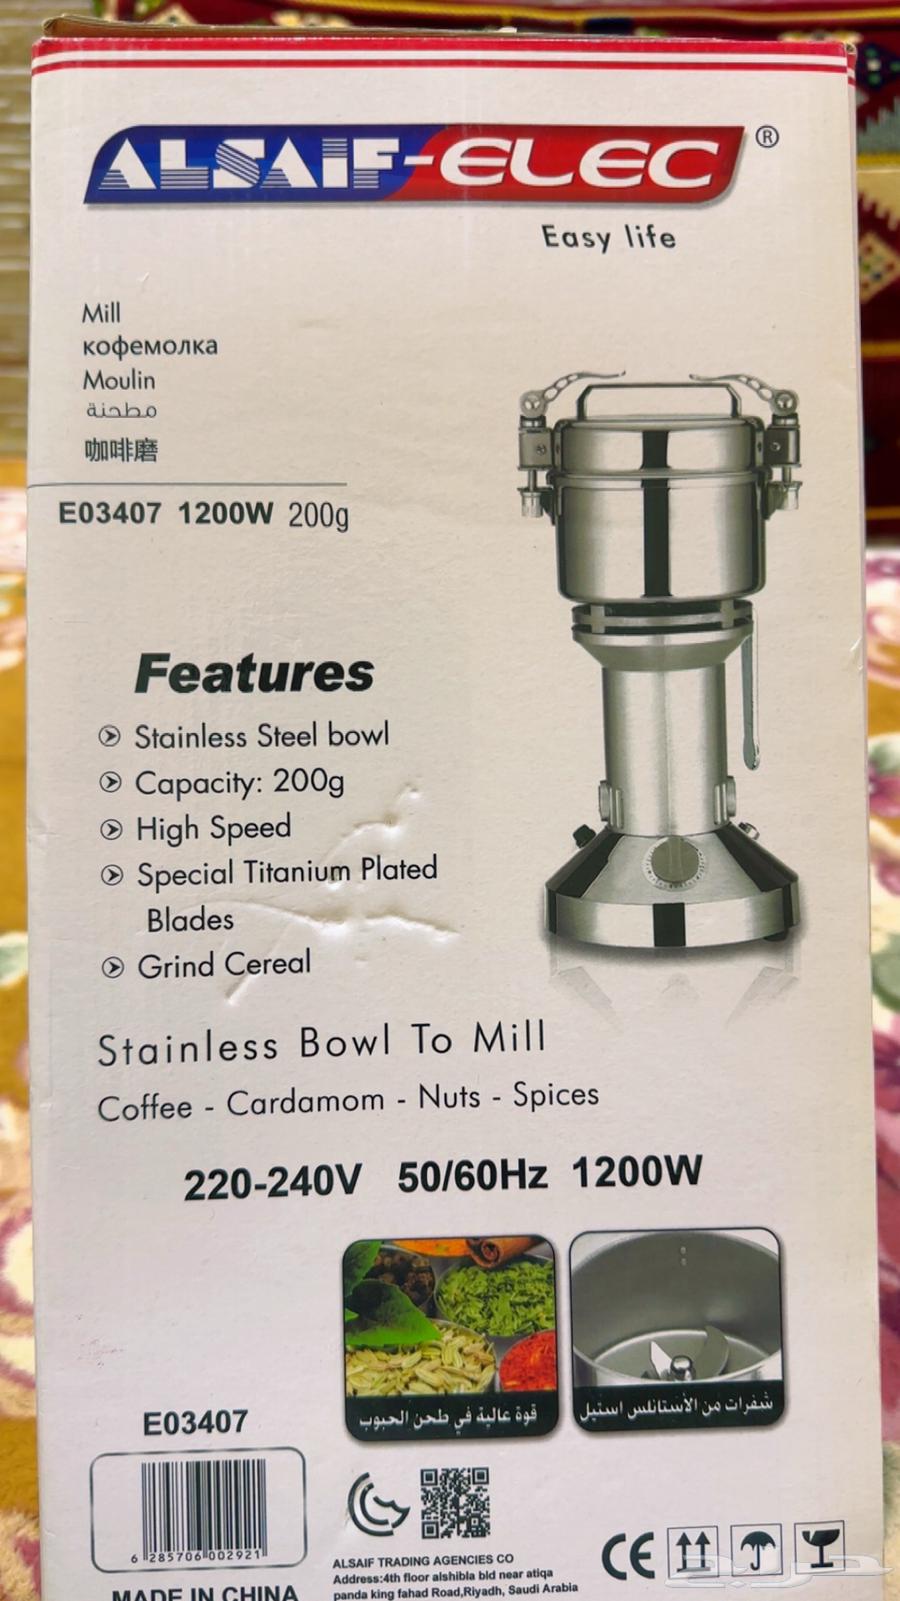 ALSAIF-ELEC ®
Easy life
Mill
кофемолка
Moulin
مطحنة
咖啡磨
E03407 1200W 200g
Features
Stainless Steel bowl
Capacity: 200g
High Speed
Special Titanium Plated
Blades
Grind Cereal
Stainless Bowl To Mill
Coffee - Cardamom - Nuts - Spices
220-240V 50/60Hz 1200W
قوة عالية في طحن الحبوب
شفرات من الأستانلس استيل
E03407
6 285706 002921
MADE IN CHINA
ALSAIF TRADING AGENCIES CO
Address:4th floor alshibla bld near atiqa
panda king fahad Road,Riyadh, Saudi Arabia
CE
حراج